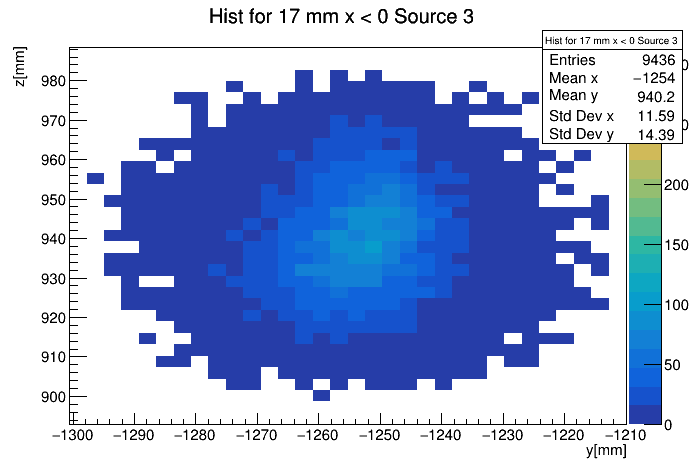 Hist for 17 mm x < 0 Source 3
z[mm]
Hist for 17 mm x < 0 Source 3
Entries 9436
Mean x −1254
Mean y 940.2
Std Dev x 11.59
Std Dev y 14.39
980
970
960
950
940
930
920
910
900
0
0
200
150
100
50
0
−1300 −1290 −1280 −1270 −1260 −1250 −1240 −1230 −1220 −1210
y[mm]